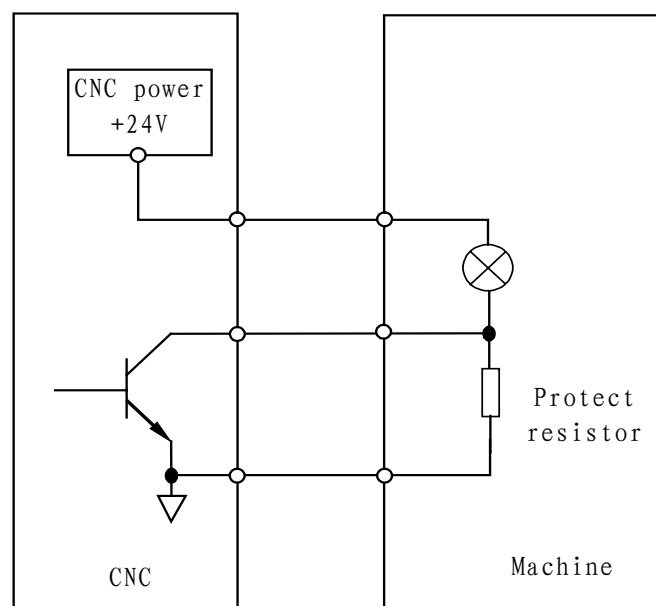 CNC power
+24V
Protect
resistor
CNC
Machine